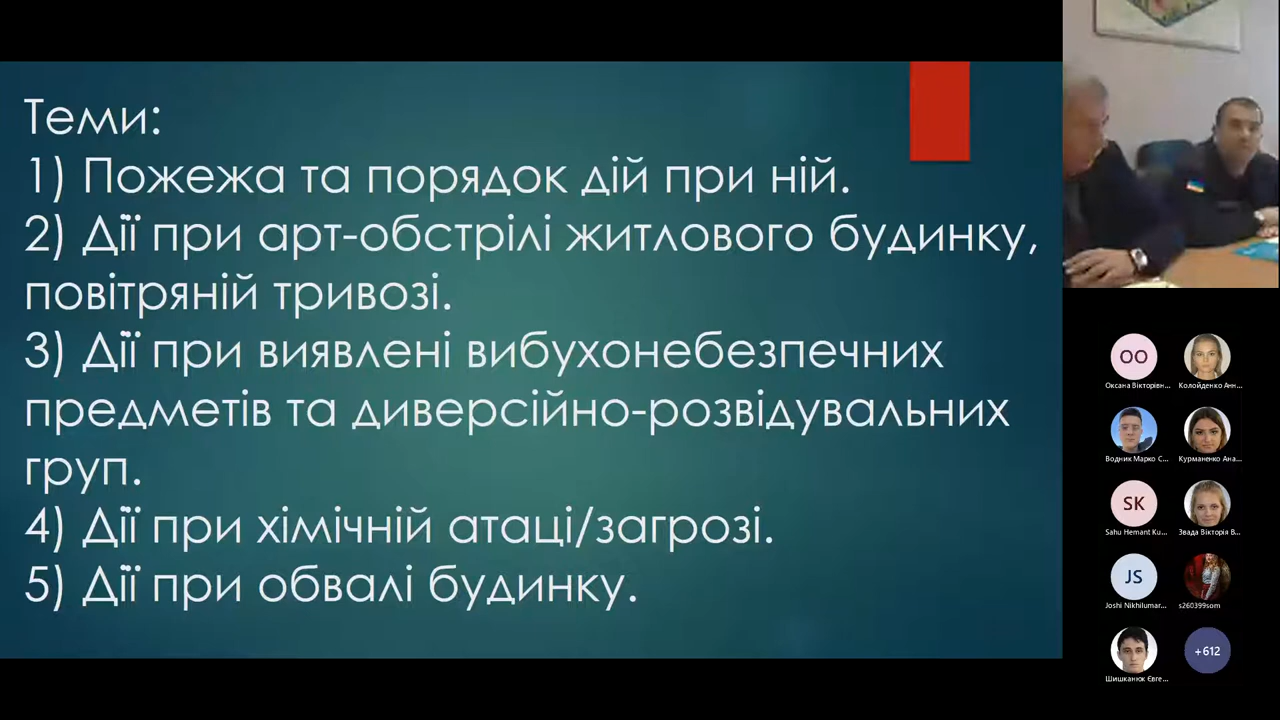 Теми:
1) Пожежа та порядок дій при ній.
2) Дії при арт-обстрілі житлового будинку,
повітряній тривозі.
3) Дії при виявлені вибухонебезпечних
предметів та диверсійно-розвідувальних
груп.
4) Дії при хімічній атаці/загрозі.
5) Дії при обвалі будинку.
OO
Оксана Вікторівн...
Колойденко Анн...
Водник Марко С...
Курманенко Ана...
SK
Sahu Hemant Ku...
Звада Вікторія В...
JS
Joshi Nikhilumar...
s260399som
Шишканюк Євге...
+612